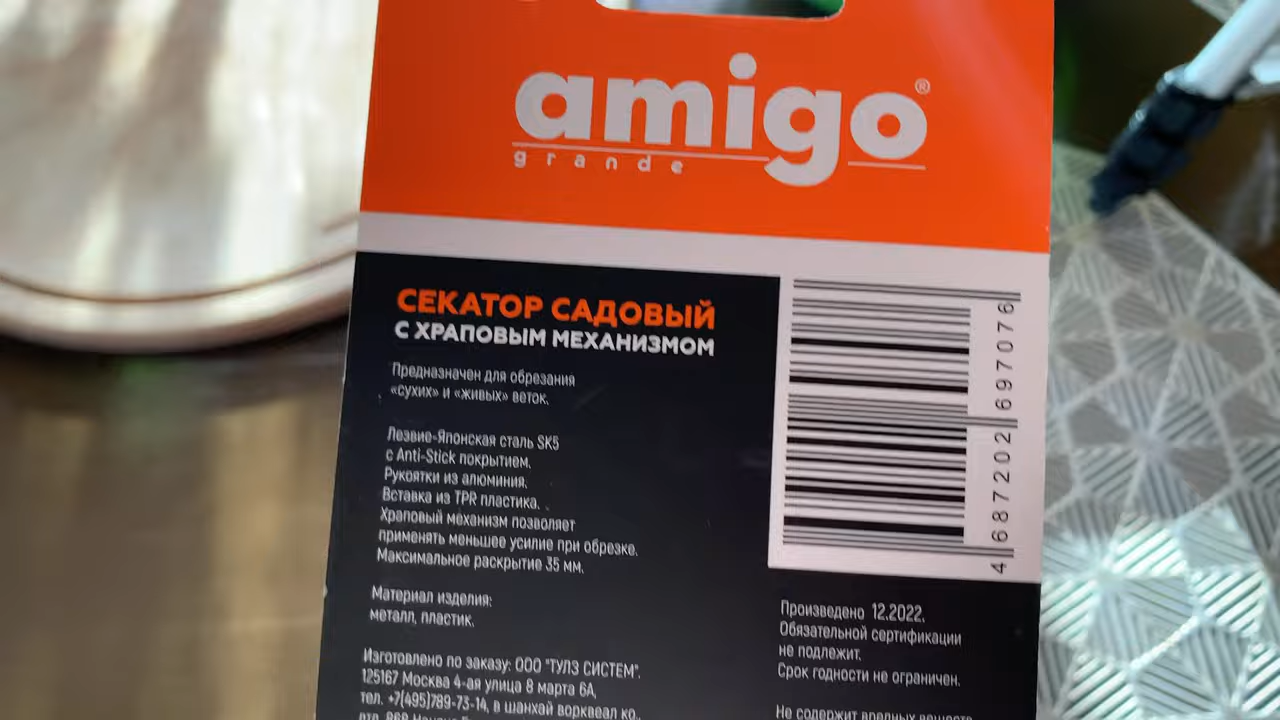 amigo®
grande
СЕКАТОР САДОВЫЙ
С ХРАПОВЫМ МЕХАНИЗМОМ
Предназначен для обрезания
«сухих» и «живых» веток.
Лезвие-Японская сталь SK5
с Anti-Stick покрытием.
Рукоятки из алюминия.
Вставка из TPR пластика.
Храповый механизм позволяет
применять меньшее усилие при обрезке.
Максимальное раскрытие 35 мм.
Материал изделия:
металл, пластик.
Изготовлено по заказу: ООО "ТУЛЗ СИСТЕМ".
125167 Москва 4-ая улица 8 марта 6А,
тел. +7(495)789-73-14, в шанхай ворквеал ко.,
4 687202 697076
Произведено 12.2022.
Обязательной сертификации
не подлежит.
Срок годности не ограничен.
Не содержит вредных веществ